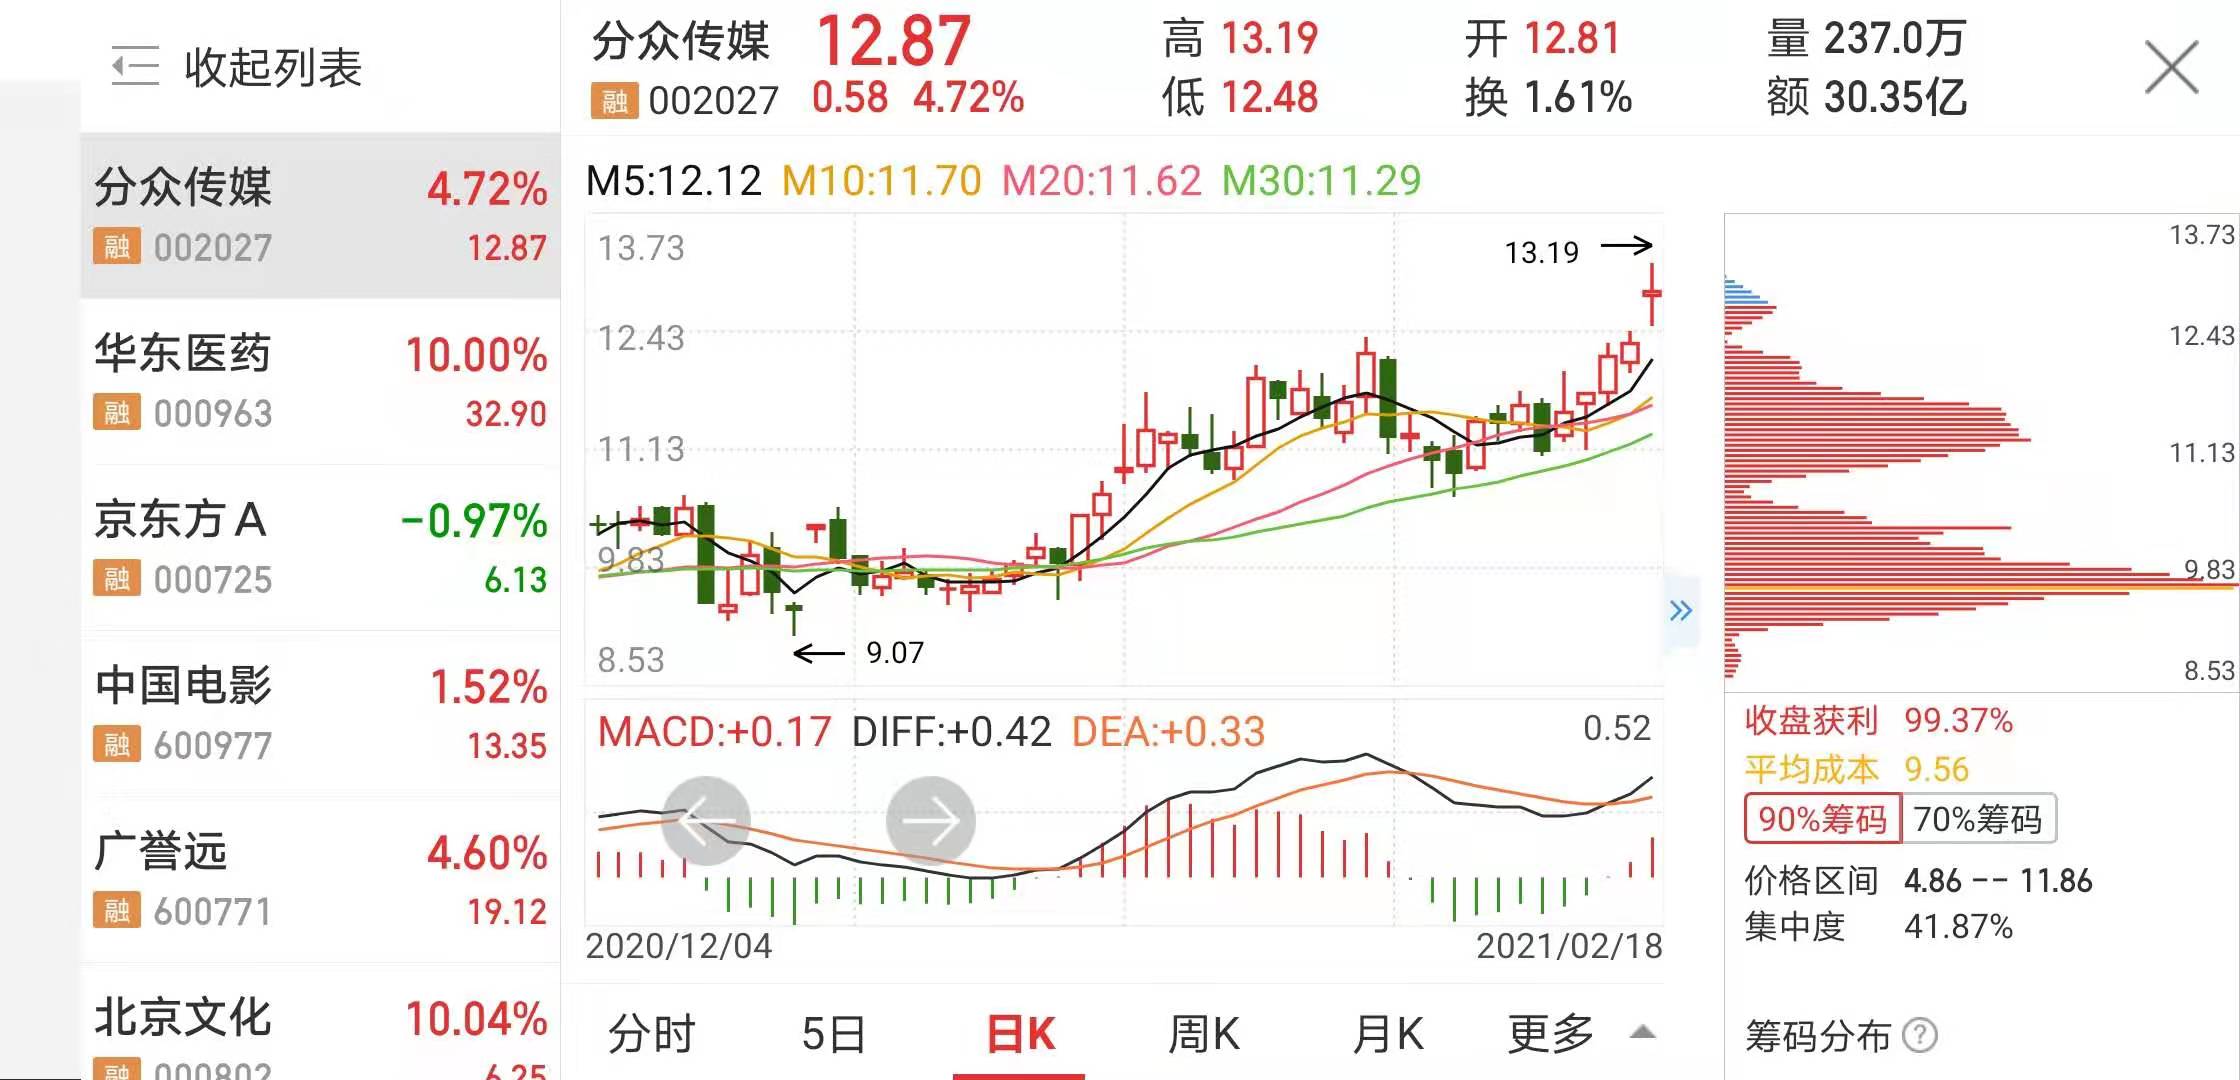 收起列表
分众传媒 4.72%
融 002027 12.87
华东医药 10.00%
融 000963 32.90
京东方A -0.97%
融 000725 6.13
中国电影 1.52%
融 600977 13.35
广誉远 4.60%
融 600771 19.12
北京文化 10.04%
融 000802 6.25
分众传媒 12.87 高 13.19 开 12.81 量 237.0万
融 002027 0.58 4.72% 低 12.48 换 1.61% 额 30.35亿
M5:12.12 M10:11.70 M20:11.62 M30:11.29
13.73
13.19
12.43
11.13
9.83
9.07
8.53
MACD:+0.17 DIFF:+0.42 DEA:+0.33 0.52
2020/12/04 2021/02/18
分时 5日 日K 周K 月K 更多
13.73
12.43
11.13
9.83
8.53
收盘获利 99.37%
平均成本 9.56
90%筹码 70%筹码
价格区间 4.86 -- 11.86
集中度 41.87%
筹码分布 ?